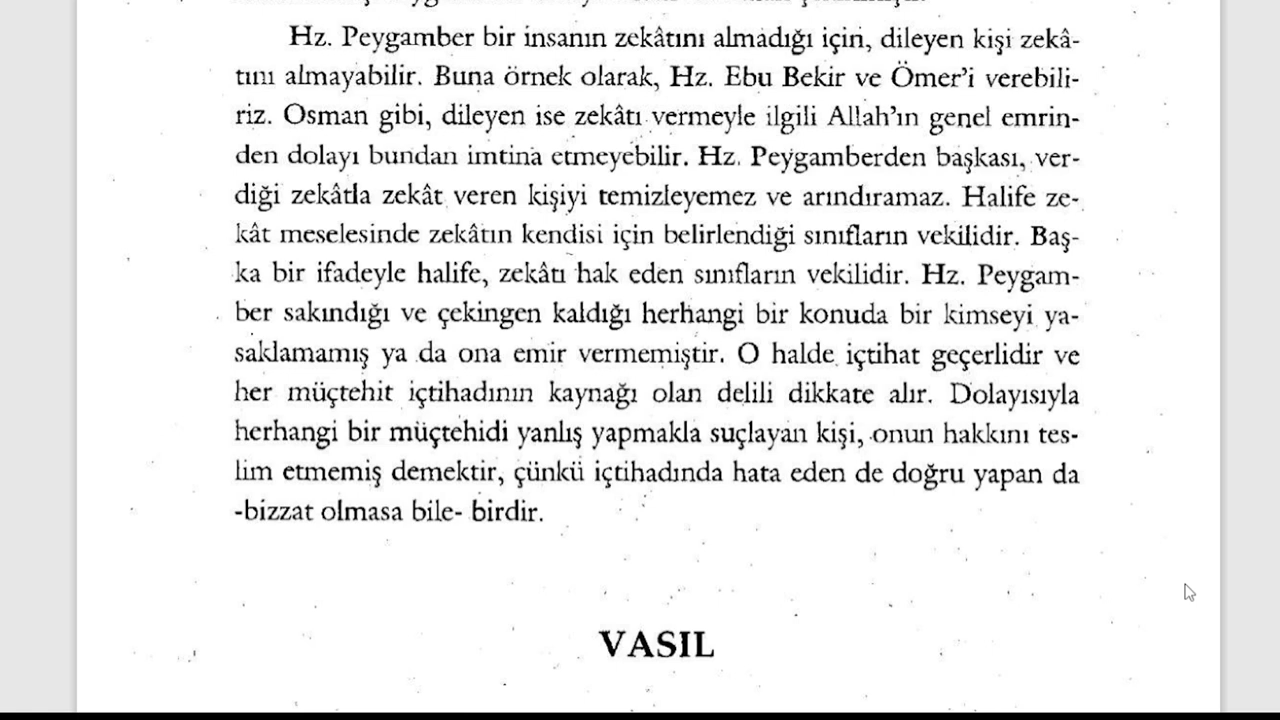 Hz. Peygamber bir insanın zekâtını almadığı için, dileyen kişi zekâ-
tını almayabilir. Buna örnek olarak, Hz. Ebu Bekir ve Ömer'i verebili-
riz. Osman gibi, dileyen ise zekâtı vermeyle ilgili Allah'ın genel emrin-
den dolayı bundan imtina etmeyebilir. Hz. Peygamberden başkası, ver-
diği zekâtla zekât veren kişiyi temizleyemez ve arındıramaz. Halife ze-
kât meselesinde zekâtın kendisi için belirlendiği sınıfların vekilidir. Baş-
ka bir ifadeyle halife, zekâtı hak eden sınıfların vekilidir. Hz. Peygam-
ber sakındığı ve çekingen kaldığı herhangi bir konuda bir kimseyi ya-
saklamamış ya da ona emir vermemiştir. O halde içtihat geçerlidir ve
her müçtehit içtihadının kaynağı olan delili dikkate alır. Dolayısıyla
herhangi bir müçtehidi yanlış yapmakla suçlayan kişi, onun hakkını tes-
lim etmemiş demektir, çünkü içtihadında hata eden de doğru yapan da
-bizzat olmasa bile- birdir.
VASIL